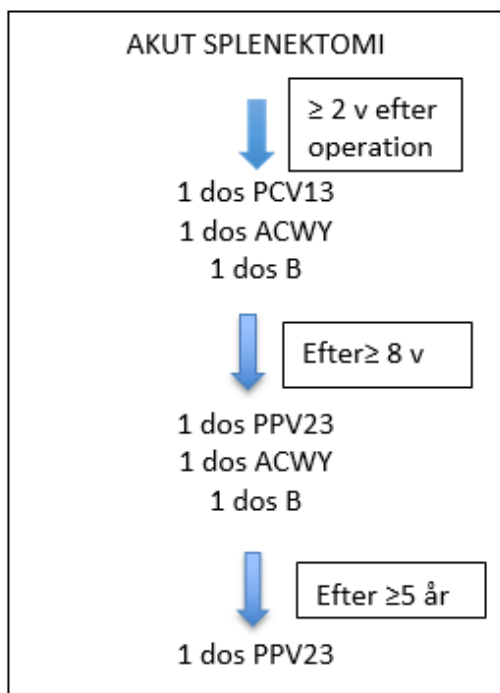 AKUT SPLENEKTOMI
≥ 2 v efter
operation
1 dos PCV13
1 dos ACWY
1 dos B
Efter≥ 8 v
1 dos PPV23
1 dos ACWY
1 dos B
Efter ≥5 år
1 dos PPV23